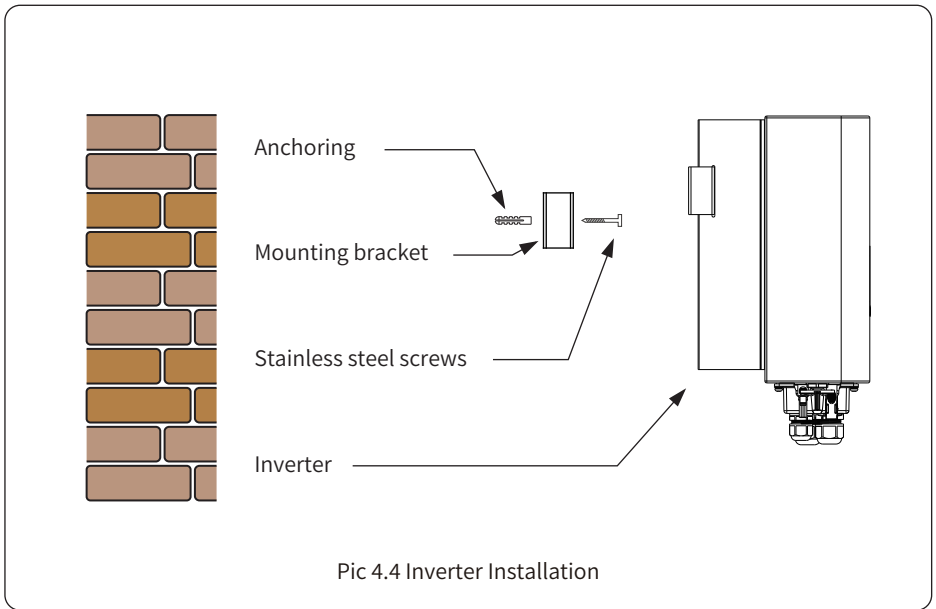 Anchoring
Mounting bracket
Stainless steel screws
Inverter
Pic 4.4 Inverter Installation